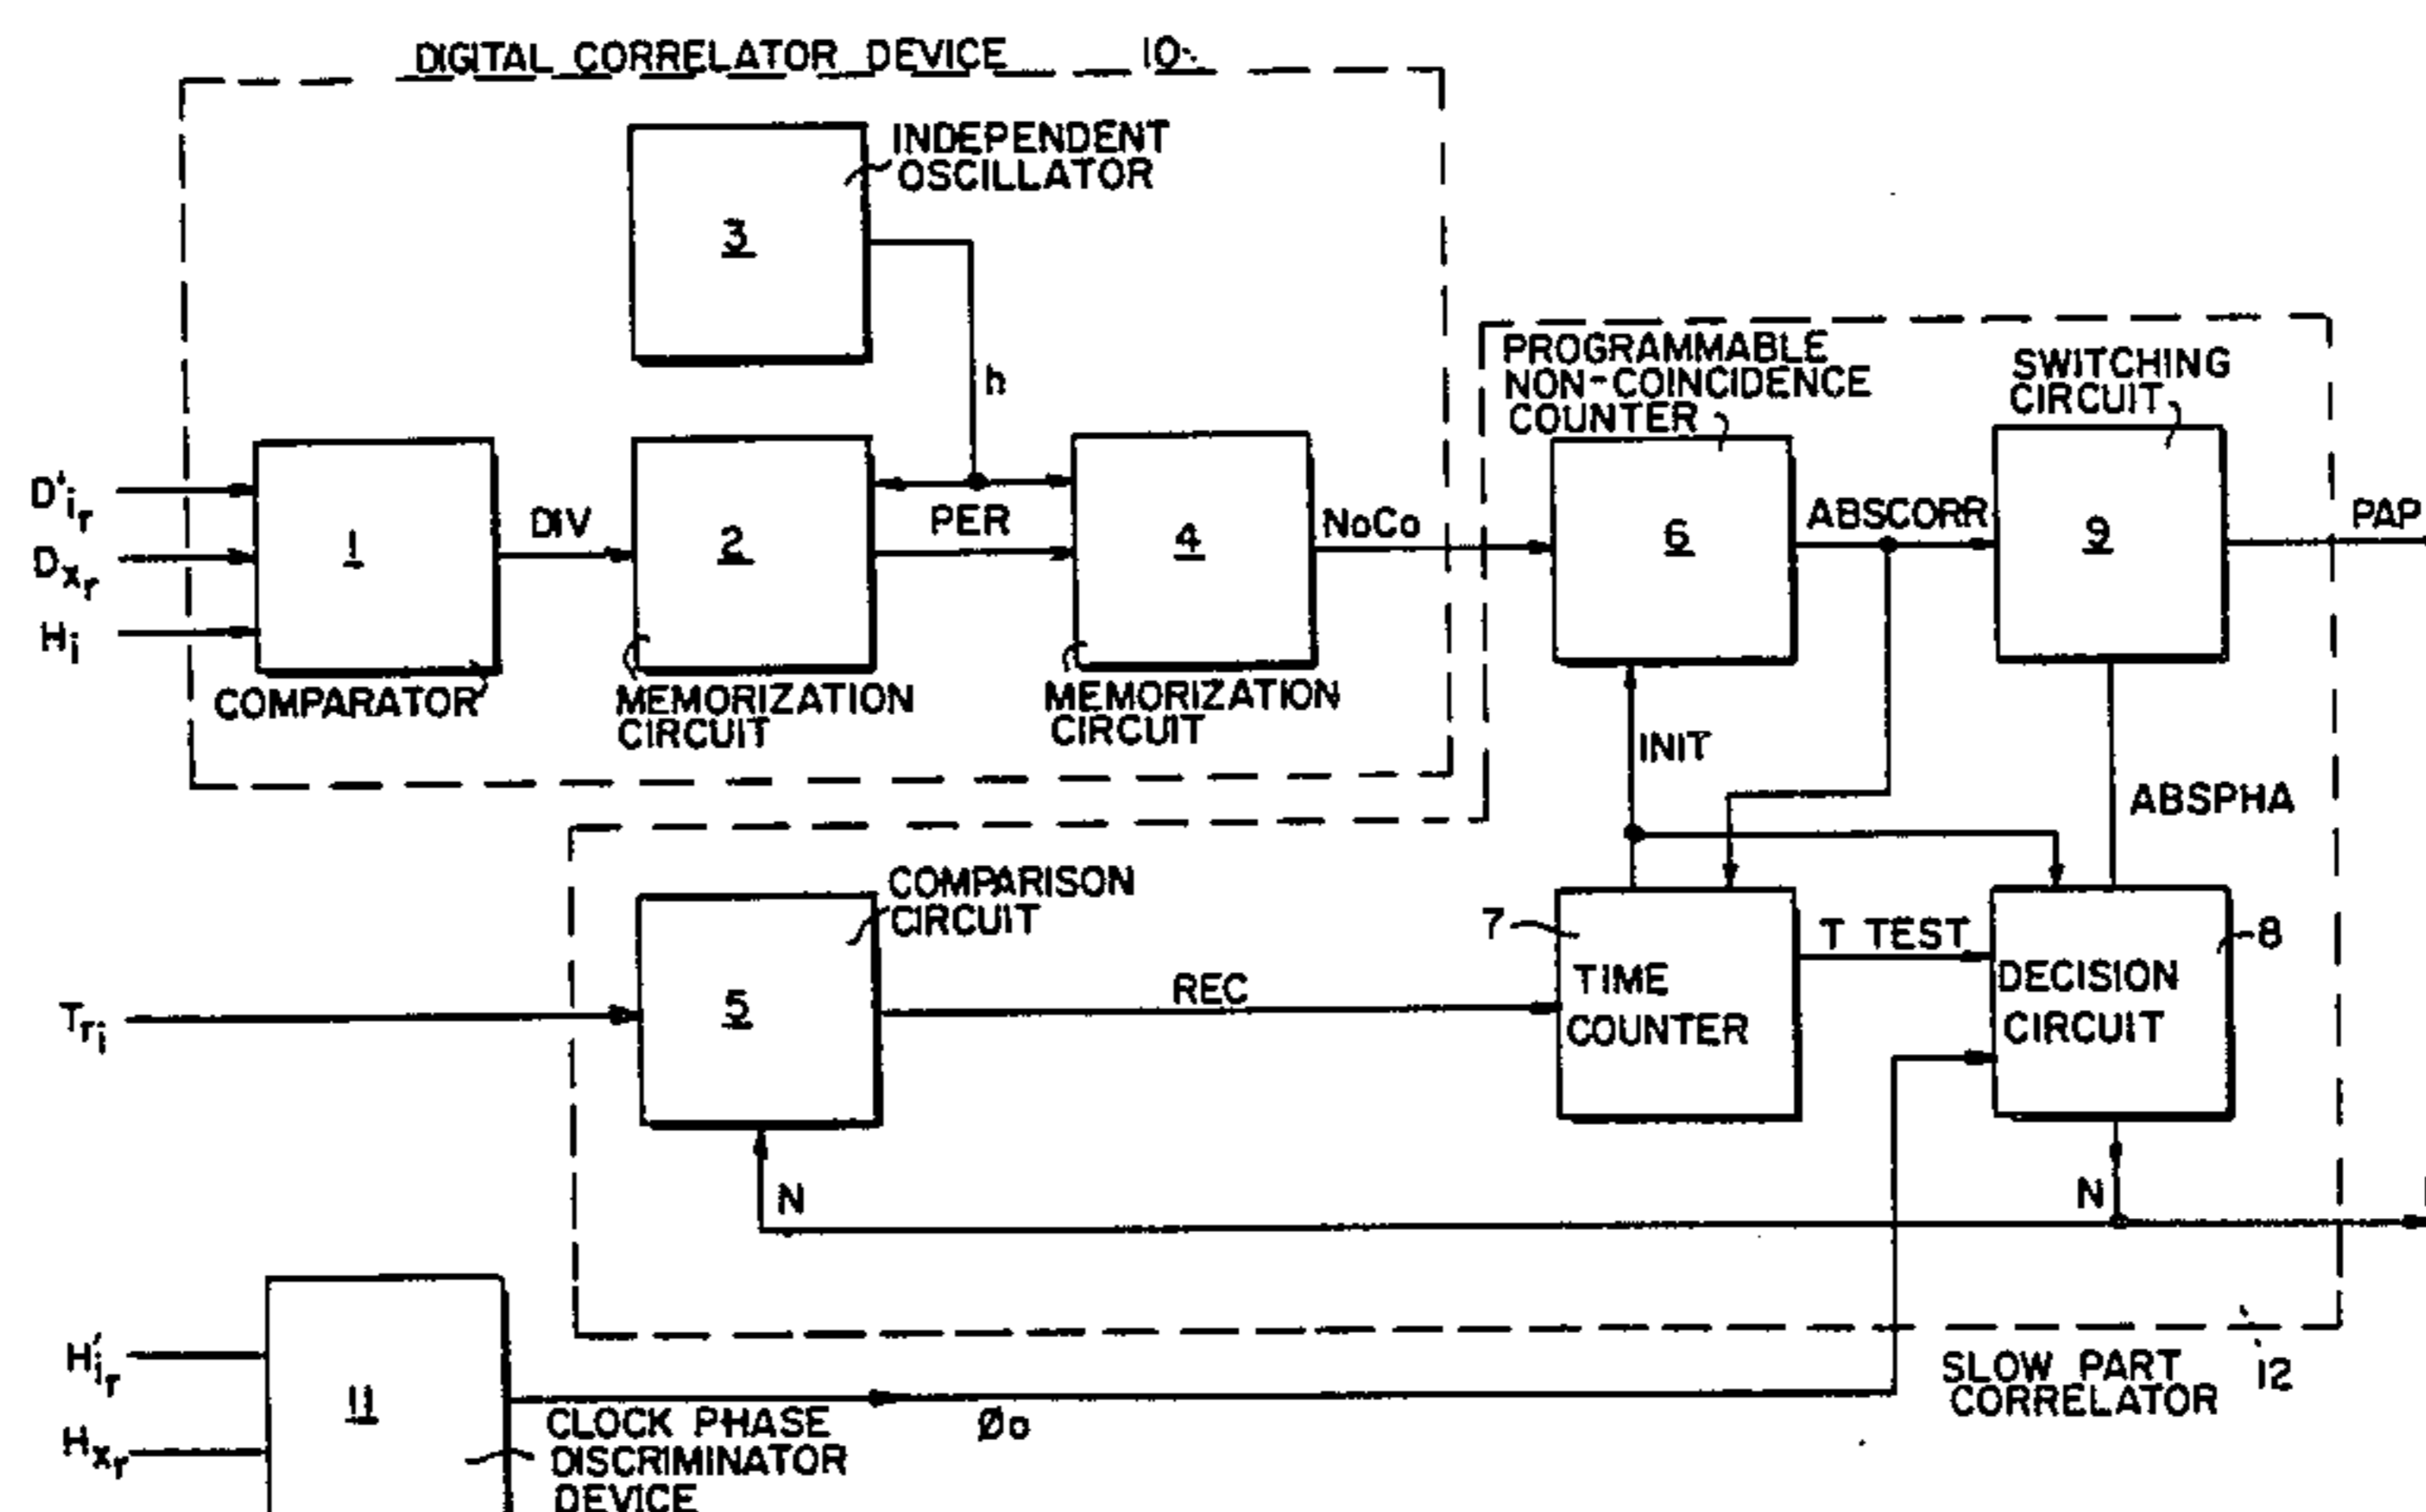 DIGITAL CORRELATOR DEVICE 10
INDEPENDENT
OSCILLATOR
3
h
PROGRAMMABLE
NON-COINCIDENCE
COUNTER
SWITCHING
CIRCUIT
D'ir
Dxr
Hi
1
DIV
2
PER
4
NoCo
6
ABSCORR
9
PAP
COMPARATOR
MEMORIZATION
CIRCUIT
MEMORIZATION
CIRCUIT
INIT
ABSPHA
COMPARISON
CIRCUIT
Tri
5
REC
7
TIME
COUNTER
T TEST
DECISION
CIRCUIT
8
N
N
H'ir
Hxr
11
CLOCK PHASE
DISCRIMINATOR
DEVICE
Øo
SLOW PART
CORRELATOR
12